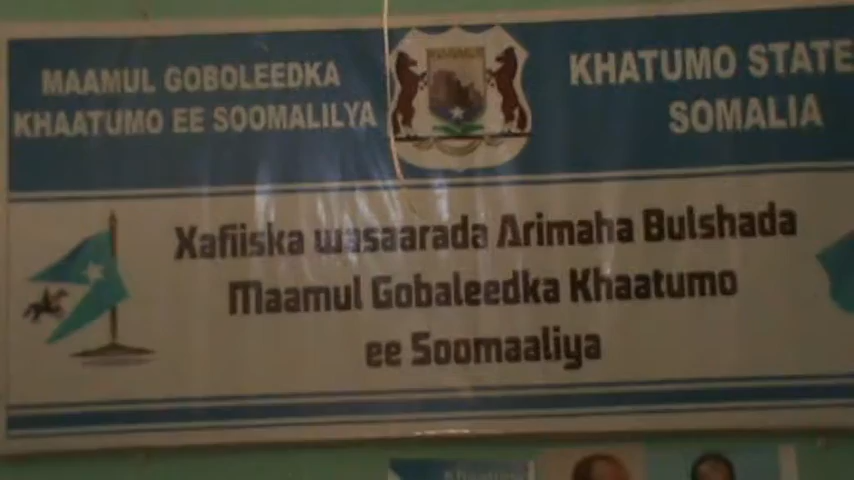 MAAMUL GOBOLEEDKA
KHAATUMO EE SOOMALILYA
KHATUMO STATE
SOMALIA
Xafiiska wasaarada Arimaha Bulshada
Maamul Gobaleedka Khaatumo
ee Soomaaliya